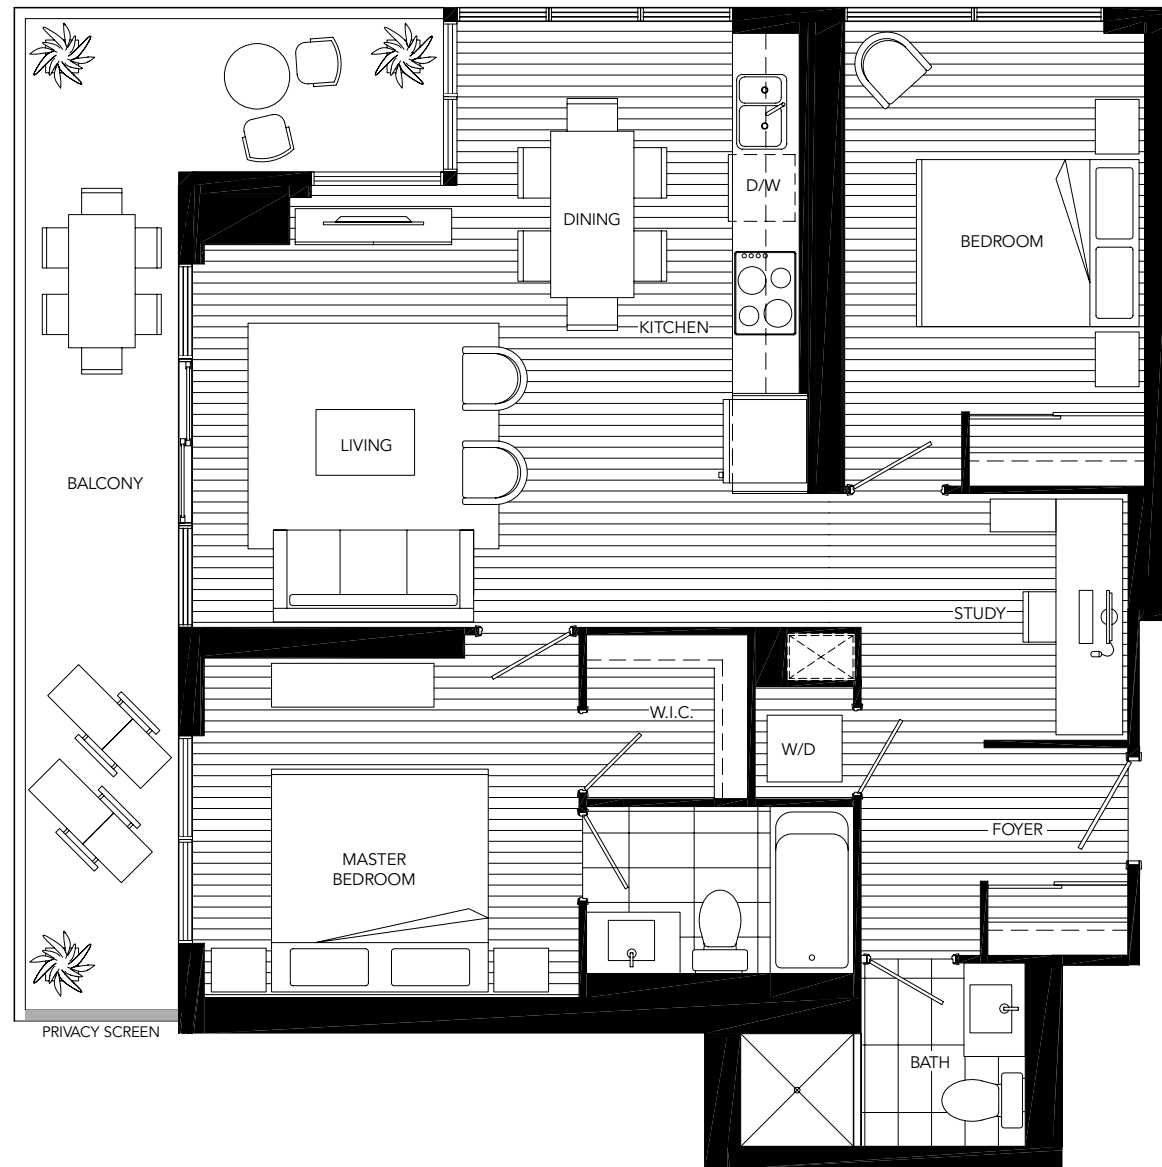 D/W
DINING
BEDROOM
KITCHEN
LIVING
BALCONY
STUDY
W.I.C.
W/D
FOYER
MASTER
BEDROOM
PRIVACY SCREEN
BATH